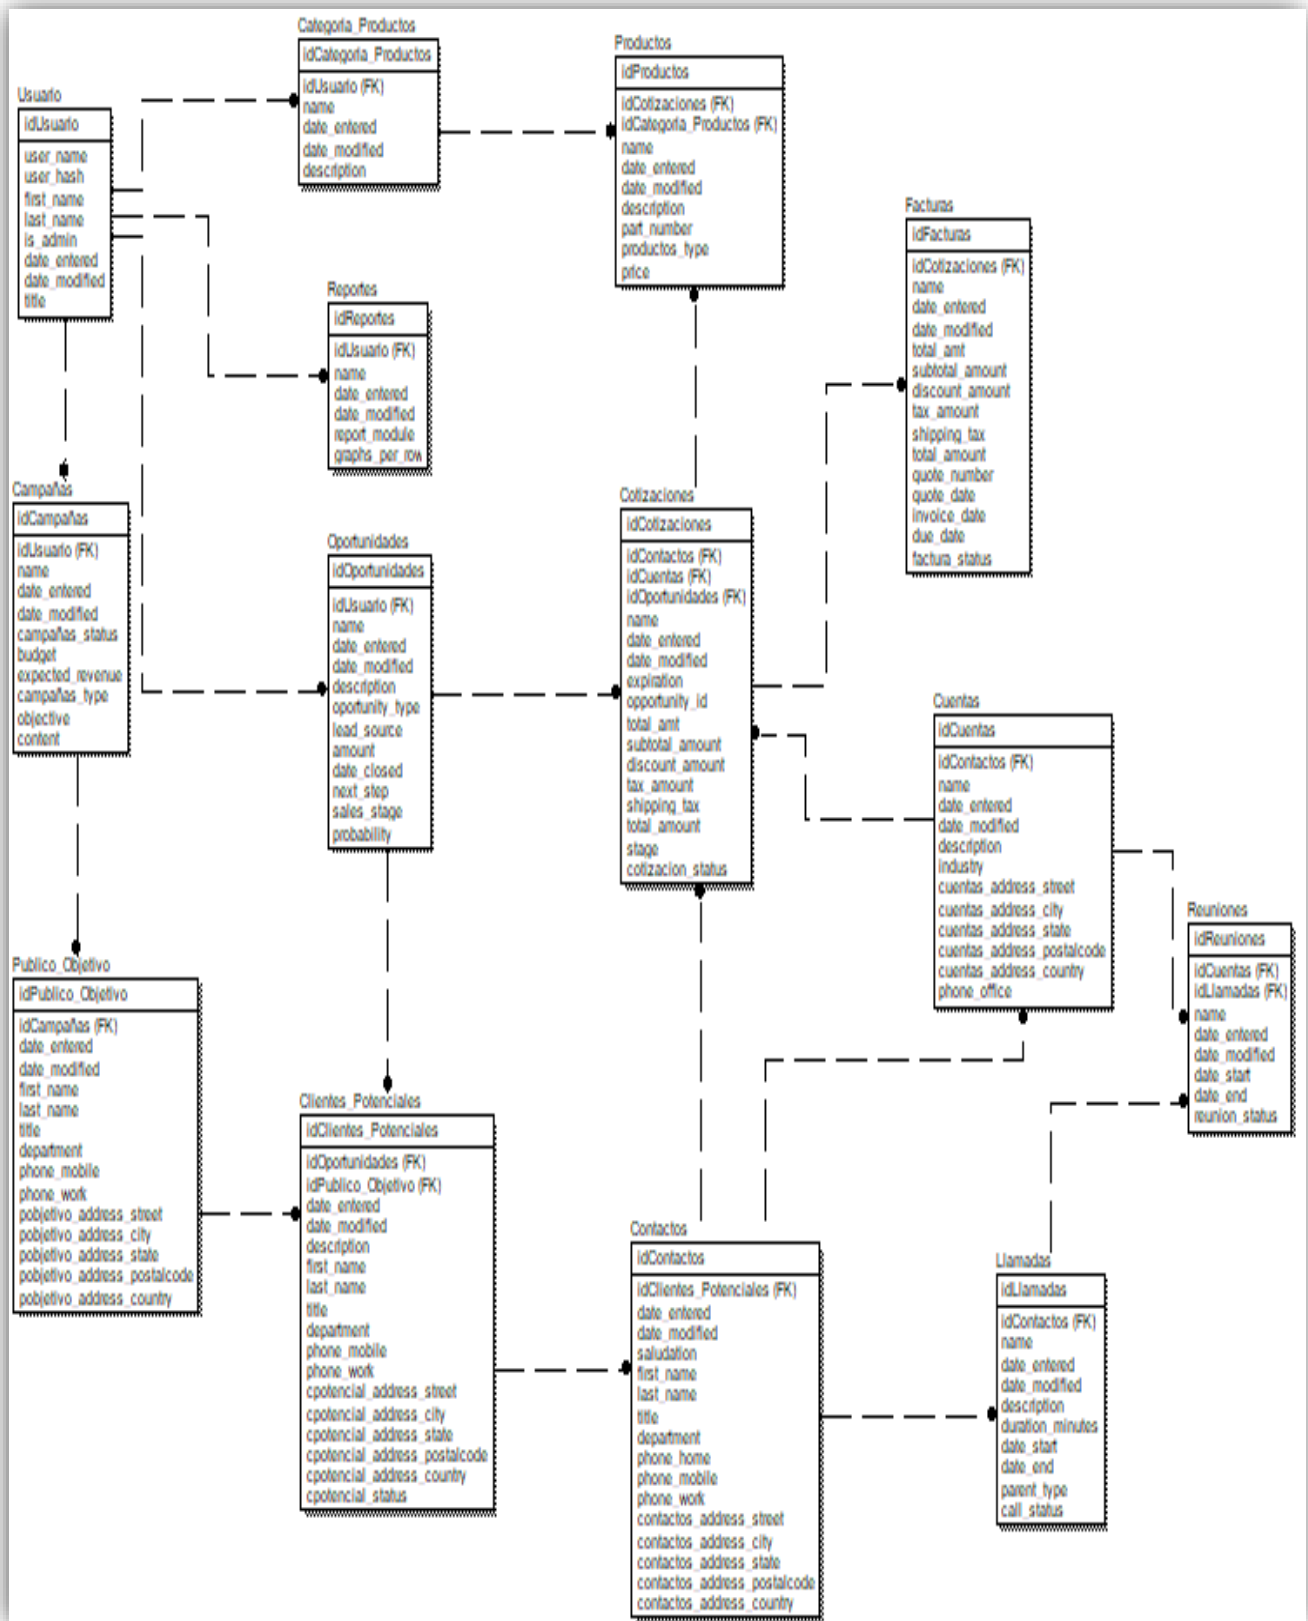 Categoria_Productos
idCategoria_Productos
idUsuario (FK)
name
date_entered
date_modified
description
Productos
idProductos
idCotizaciones (FK)
idCategoria_Productos (FK)
name
date_entered
date_modified
description
part_number
productos_type
price
Usuario
idUsuario
user_name
user_hash
first_name
last_name
is_admin
date_entered
date_modified
title
Facturas
idFacturas
idCotizaciones (FK)
name
date_entered
date_modified
total_amt
subtotal_amount
discount_amount
tax_amount
shipping_tax
total_amount
quote_number
quote_date
invoice_date
due_date
factura_status
Reportes
idReportes
idUsuario (FK)
name
date_entered
date_modified
report_module
graphs_per_row
Campañas
idCampañas
idUsuario (FK)
name
date_entered
date_modified
campañas_status
budget
expected_revenue
campañas_type
objective
content
Oportunidades
idOportunidades
idUsuario (FK)
name
date_entered
date_modified
description
oportunity_type
lead_source
amount
date_closed
next_step
sales_stage
probability
Cotizaciones
idCotizaciones
idContactos (FK)
idCuentas (FK)
idOportunidades (FK)
name
date_entered
date_modified
expiration
opportunity_id
total_amt
subtotal_amount
discount_amount
tax_amount
shipping_tax
total_amount
stage
cotizacion_status
Cuentas
idCuentas
idContactos (FK)
name
date_entered
date_modified
description
industry
cuentas_address_street
cuentas_address_city
cuentas_address_state
cuentas_address_postalcode
cuentas_address_country
phone_office
Reuniones
idReuniones
idCuentas (FK)
idLlamadas (FK)
name
date_entered
date_modified
date_start
date_end
reunion_status
Publico_Objetivo
idPublico_Objetivo
idCampañas (FK)
date_entered
date_modified
first_name
last_name
title
department
phone_mobile
phone_work
pobjetivo_address_street
pobjetivo_address_city
pobjetivo_address_state
pobjetivo_address_postalcode
pobjetivo_address_country
Clientes_Potenciales
idClientes_Potenciales
idOportunidades (FK)
idPublico_Objetivo (FK)
date_entered
date_modified
description
first_name
last_name
title
department
phone_mobile
phone_work
cpotencial_address_street
cpotencial_address_city
cpotencial_address_state
cpotencial_address_postalcode
cpotencial_address_country
cpotencial_status
Contactos
idContactos
idClientes_Potenciales (FK)
date_entered
date_modified
saludation
first_name
last_name
title
department
phone_home
phone_mobile
phone_work
contactos_address_street
contactos_address_city
contactos_address_state
contactos_address_postalcode
contactos_address_country
Llamadas
idLlamadas
idContactos (FK)
name
date_entered
date_modified
description
duration_minutes
date_start
date_end
parent_type
call_status